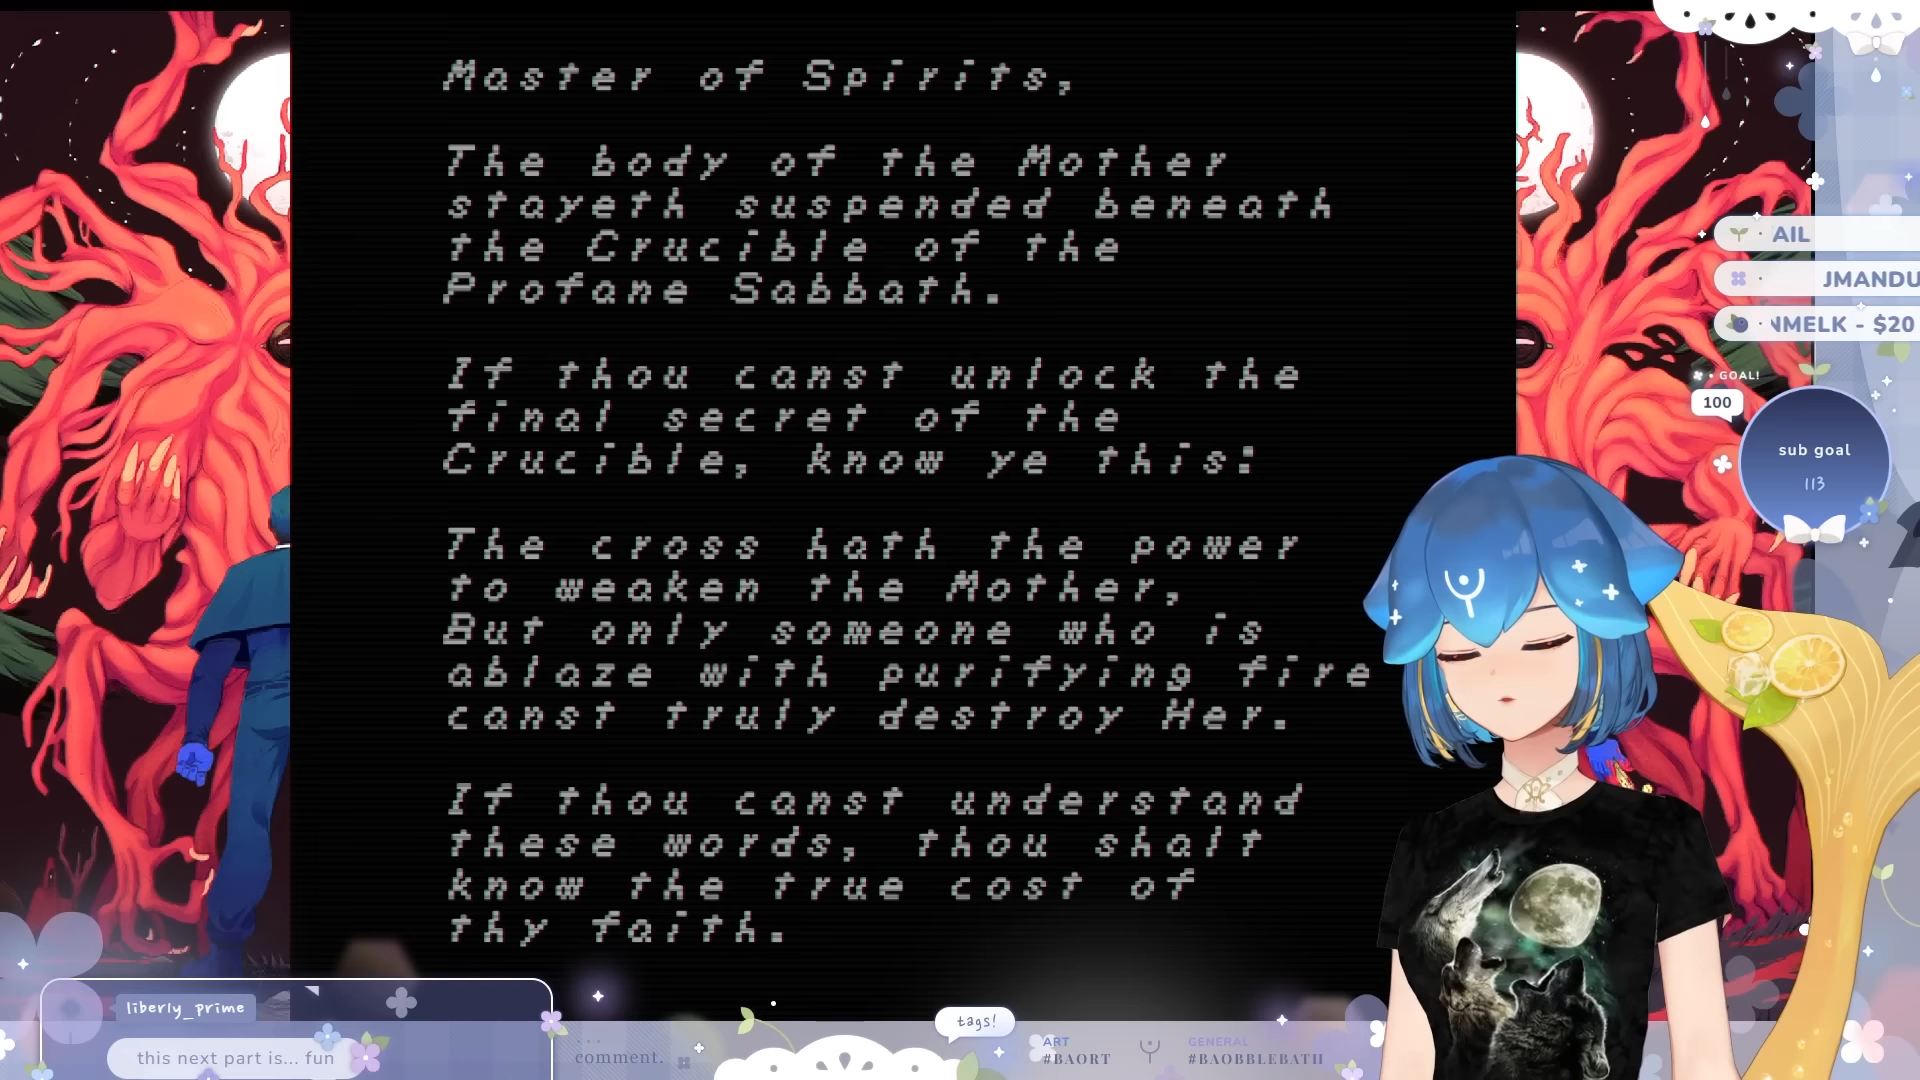 Master of Spirits,
The body of the Mother
stayeth suspended beneath
the Crucible of the
Profane Sabbath.
If thou canst unlock the
final secret of the
Crucible, know ye this:
The cross hath the power
to weaken the Mother,
But only someone who is
ablaze with purifying fire
canst truly destroy Her.
If thou canst understand
these words, thou shalt
know the true cost of
thy faith.
AIL
JMANDU
NMELK - $20
GOAL!
100
sub goal
113
liberly_prime
this next part is... fun
comment.
tags!
ART
#BAORT
GENERAL
#BAOBBLEBATH